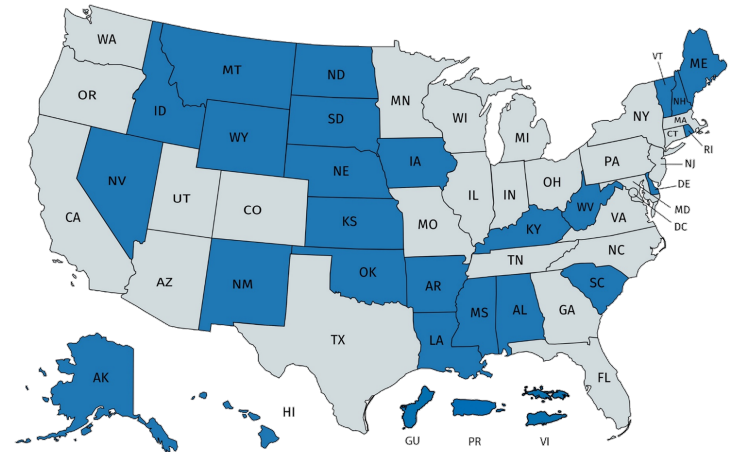 WA
MT
ND
MN
VT
ME
OR
ID
SD
WI
MI
NY
NH
MA
CT
RI
WY
NE
IA
PA
NJ
NV
UT
CO
IL
IN
OH
DE
MD
DC
CA
KS
MO
WV
VA
KY
NC
TN
AZ
NM
OK
AR
SC
MS
AL
GA
TX
LA
FL
AK
HI
GU
PR
VI